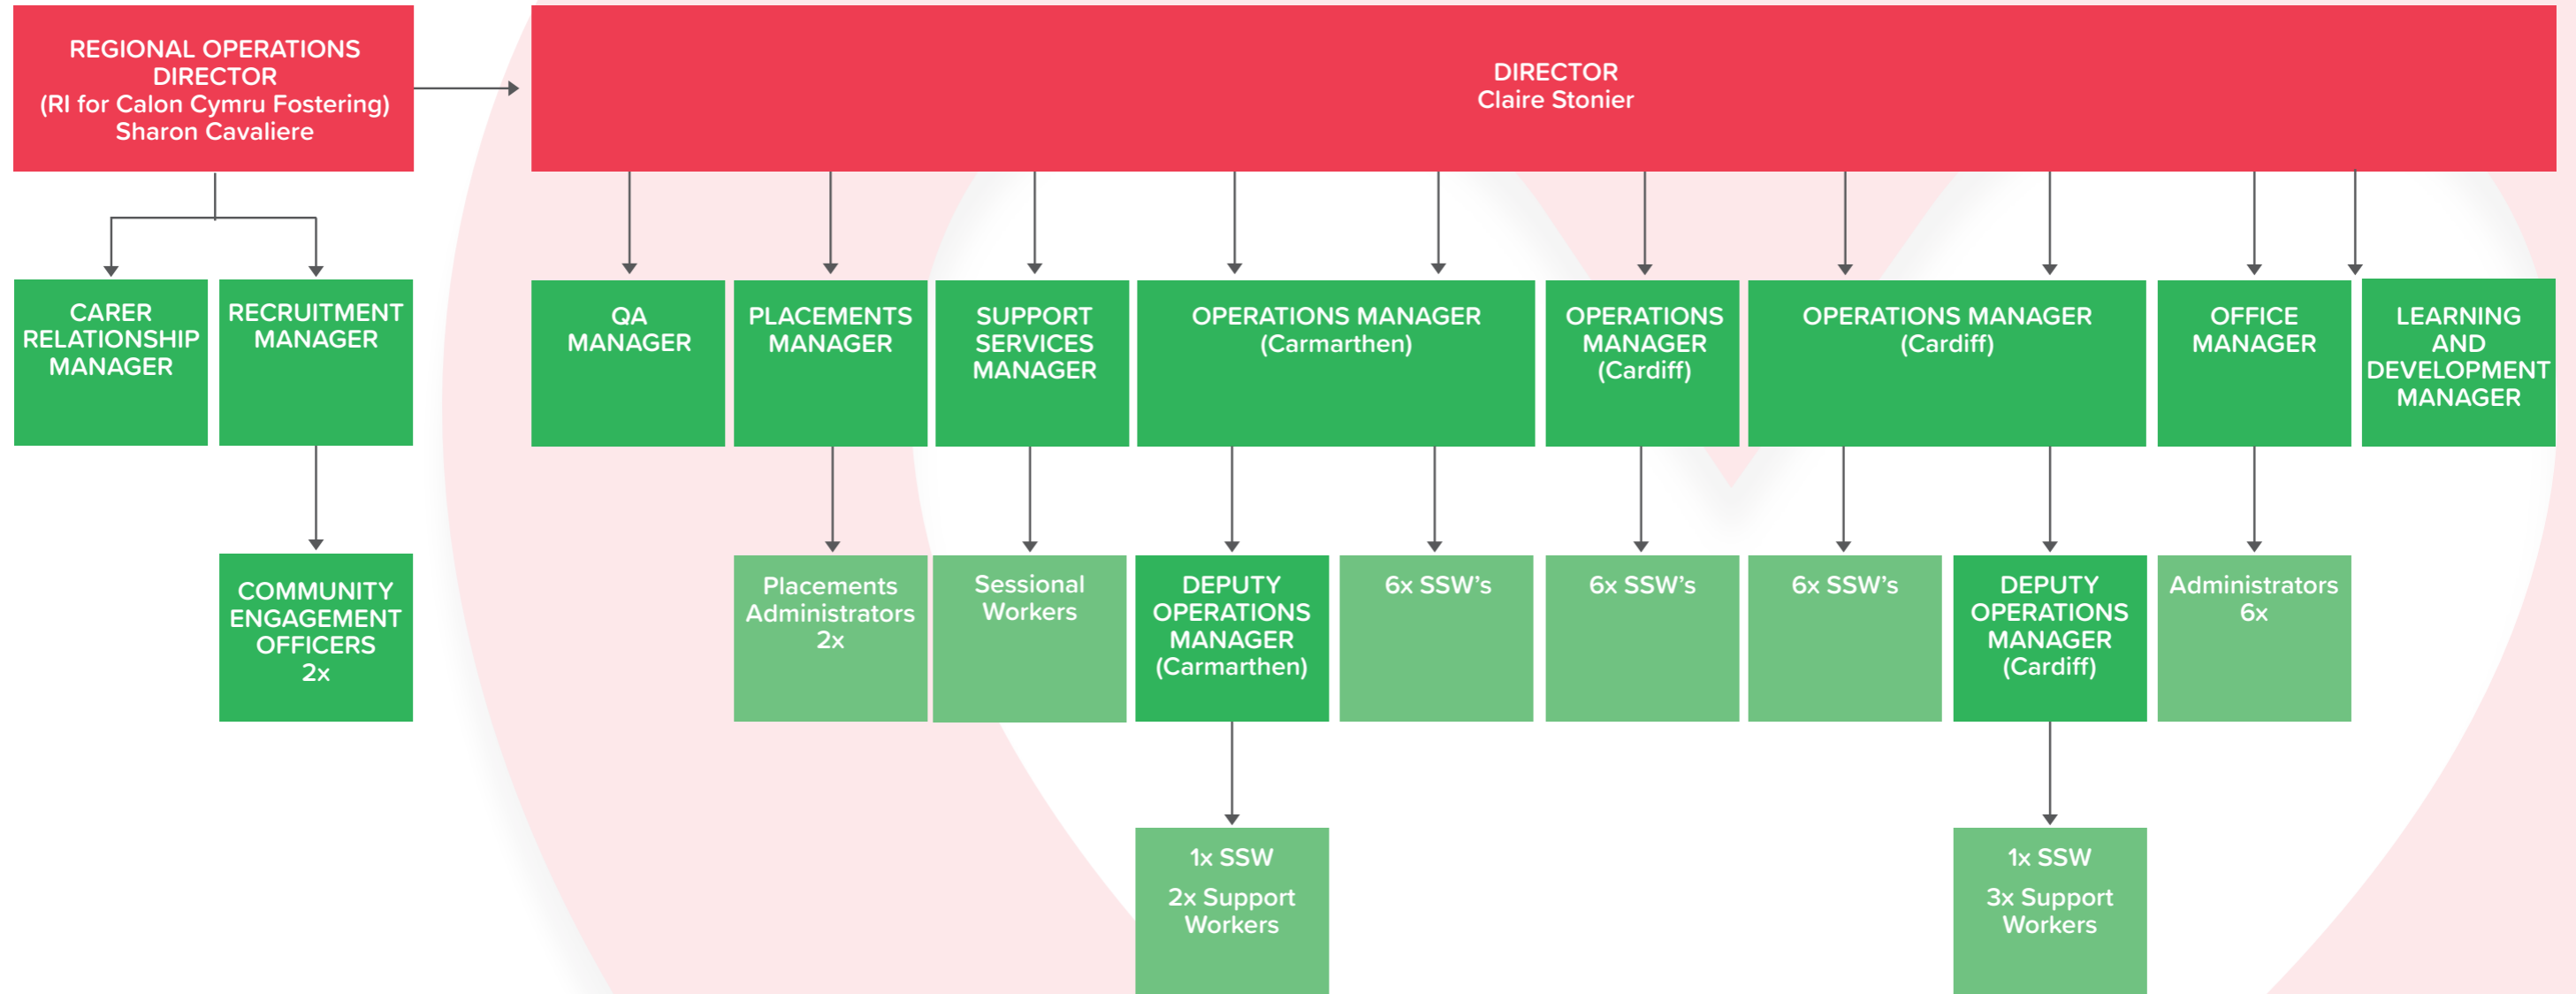 REGIONAL OPERATIONS
DIRECTOR
(RI for Calon Cymru Fostering)
Sharon Cavaliere
DIRECTOR
Claire Stonier
CARER
RELATIONSHIP
MANAGER
RECRUITMENT
MANAGER
QA
MANAGER
PLACEMENTS
MANAGER
SUPPORT
SERVICES
MANAGER
OPERATIONS MANAGER
(Carmarthen)
OPERATIONS
MANAGER
(Cardiff)
OPERATIONS MANAGER
(Cardiff)
OFFICE
MANAGER
LEARNING
AND
DEVELOPMENT
MANAGER
COMMUNITY
ENGAGEMENT
OFFICERS
2x
Placements
Administrators
2x
Sessional
Workers
DEPUTY
OPERATIONS
MANAGER
(Carmarthen)
6x SSW’s
6x SSW’s
6x SSW’s
DEPUTY
OPERATIONS
MANAGER
(Cardiff)
Administrators
6x
1x SSW
2x Support
Workers
1x SSW
3x Support
Workers